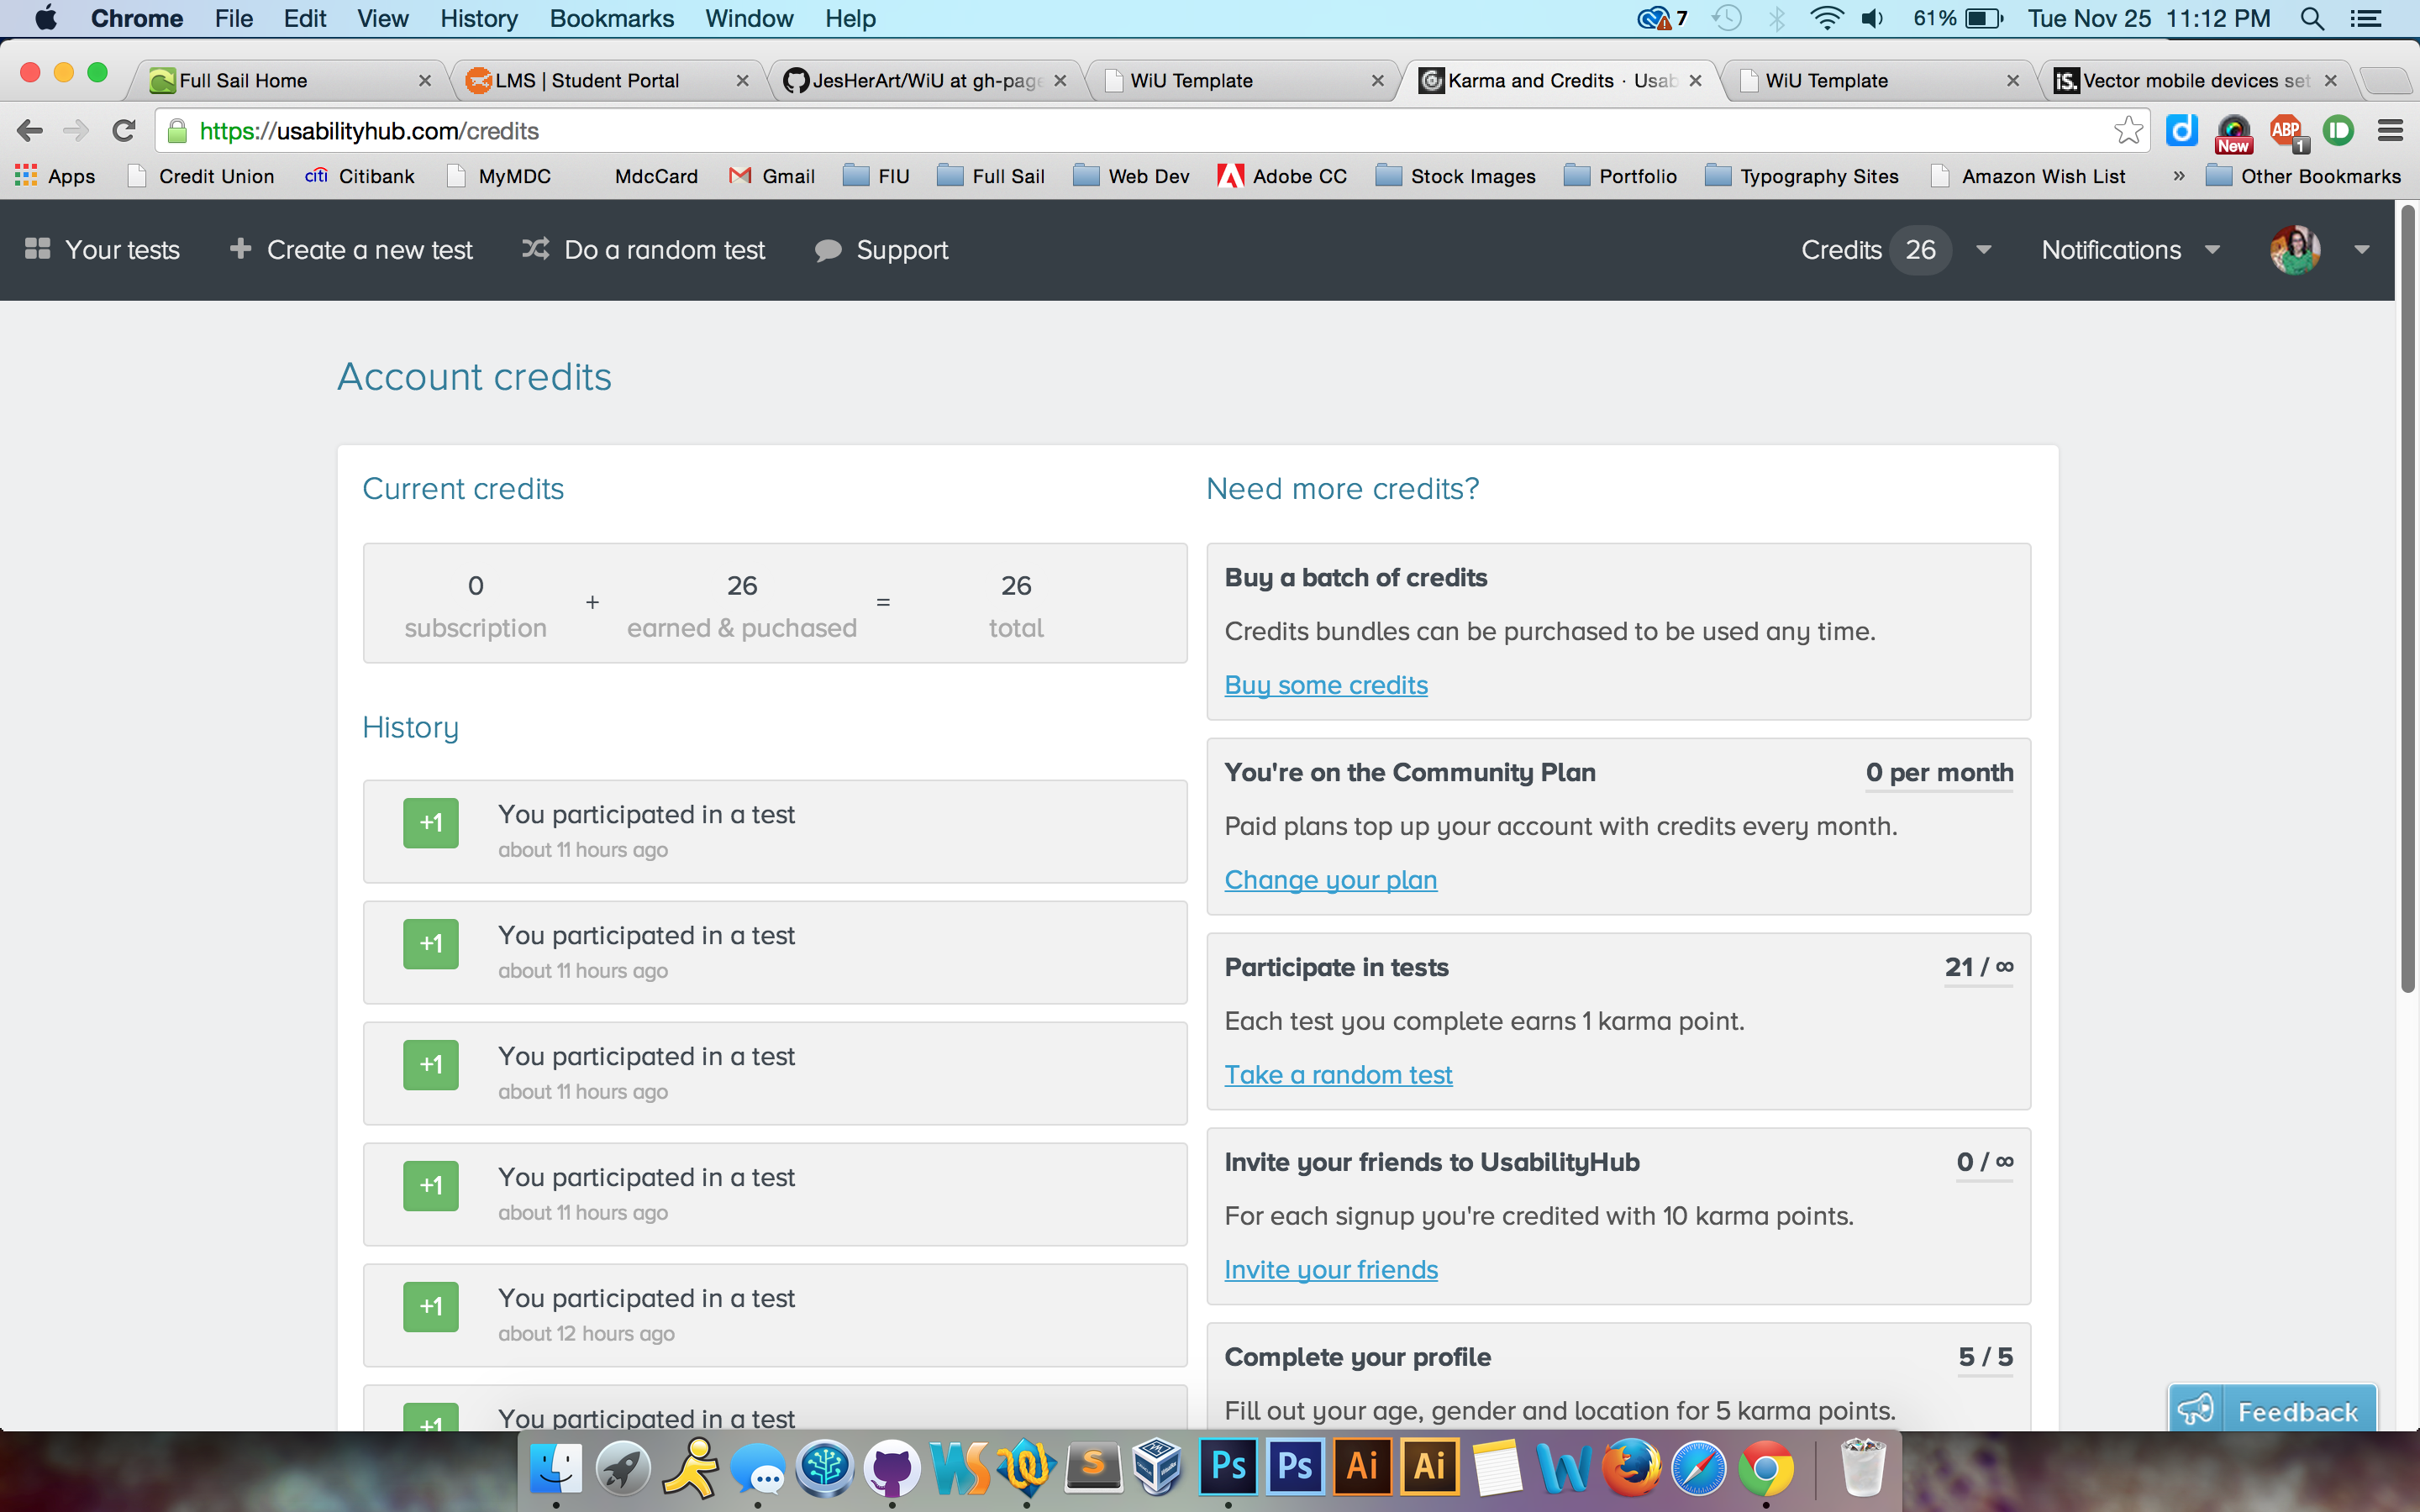 Chrome File Edit View History Bookmarks Window Help 7 61% Tue Nov 25 11:12 PM
Full Sail Home LMS | Student Portal JesHerArt/WiU at gh-page WiU Template Karma and Credits · Usab WiU Template Vector mobile devices set
https://usabilityhub.com/credits
New ABP 1
Apps Credit Union citi Citibank MyMDC MdcCard Gmail FIU Full Sail Web Dev Adobe CC Stock Images Portfolio Typography Sites Amazon Wish List » Other Bookmarks
Your tests Create a new test Do a random test Support Credits 26 Notifications
Account credits
Current credits
0 + 26 = 26
subscription earned & puchased total
History
+1 You participated in a test
about 11 hours ago
+1 You participated in a test
about 11 hours ago
+1 You participated in a test
about 11 hours ago
+1 You participated in a test
about 11 hours ago
+1 You participated in a test
about 12 hours ago
+1 You participated in a test
Need more credits?
Buy a batch of credits
Credits bundles can be purchased to be used any time.
Buy some credits
You're on the Community Plan 0 per month
Paid plans top up your account with credits every month.
Change your plan
Participate in tests 21 / ∞
Each test you complete earns 1 karma point.
Take a random test
Invite your friends to UsabilityHub 0 / ∞
For each signup you're credited with 10 karma points.
Invite your friends
Complete your profile 5 / 5
Fill out your age, gender and location for 5 karma points.
Feedback
WS S Ps Ps Ai Ai W